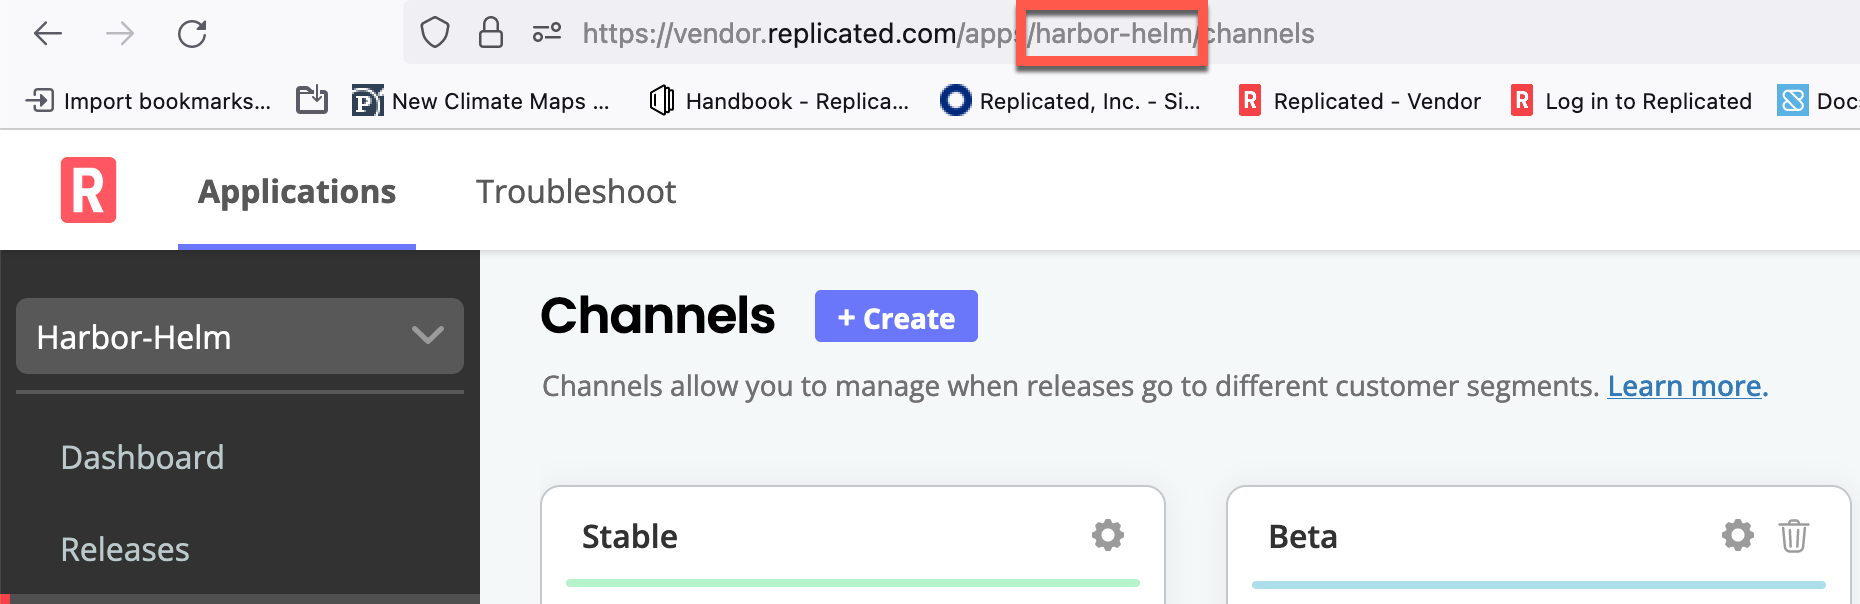 https://vendor.replicated.com/apps/harbor-helm/channels
Import bookmarks... New Climate Maps ... Handbook - Replica... Replicated, Inc. - Si... R Replicated - Vendor R Log in to Replicated Doc
R Applications Troubleshoot
Harbor-Helm
Dashboard
Releases
Channels + Create
Channels allow you to manage when releases go to different customer segments. Learn more.
Stable
Beta